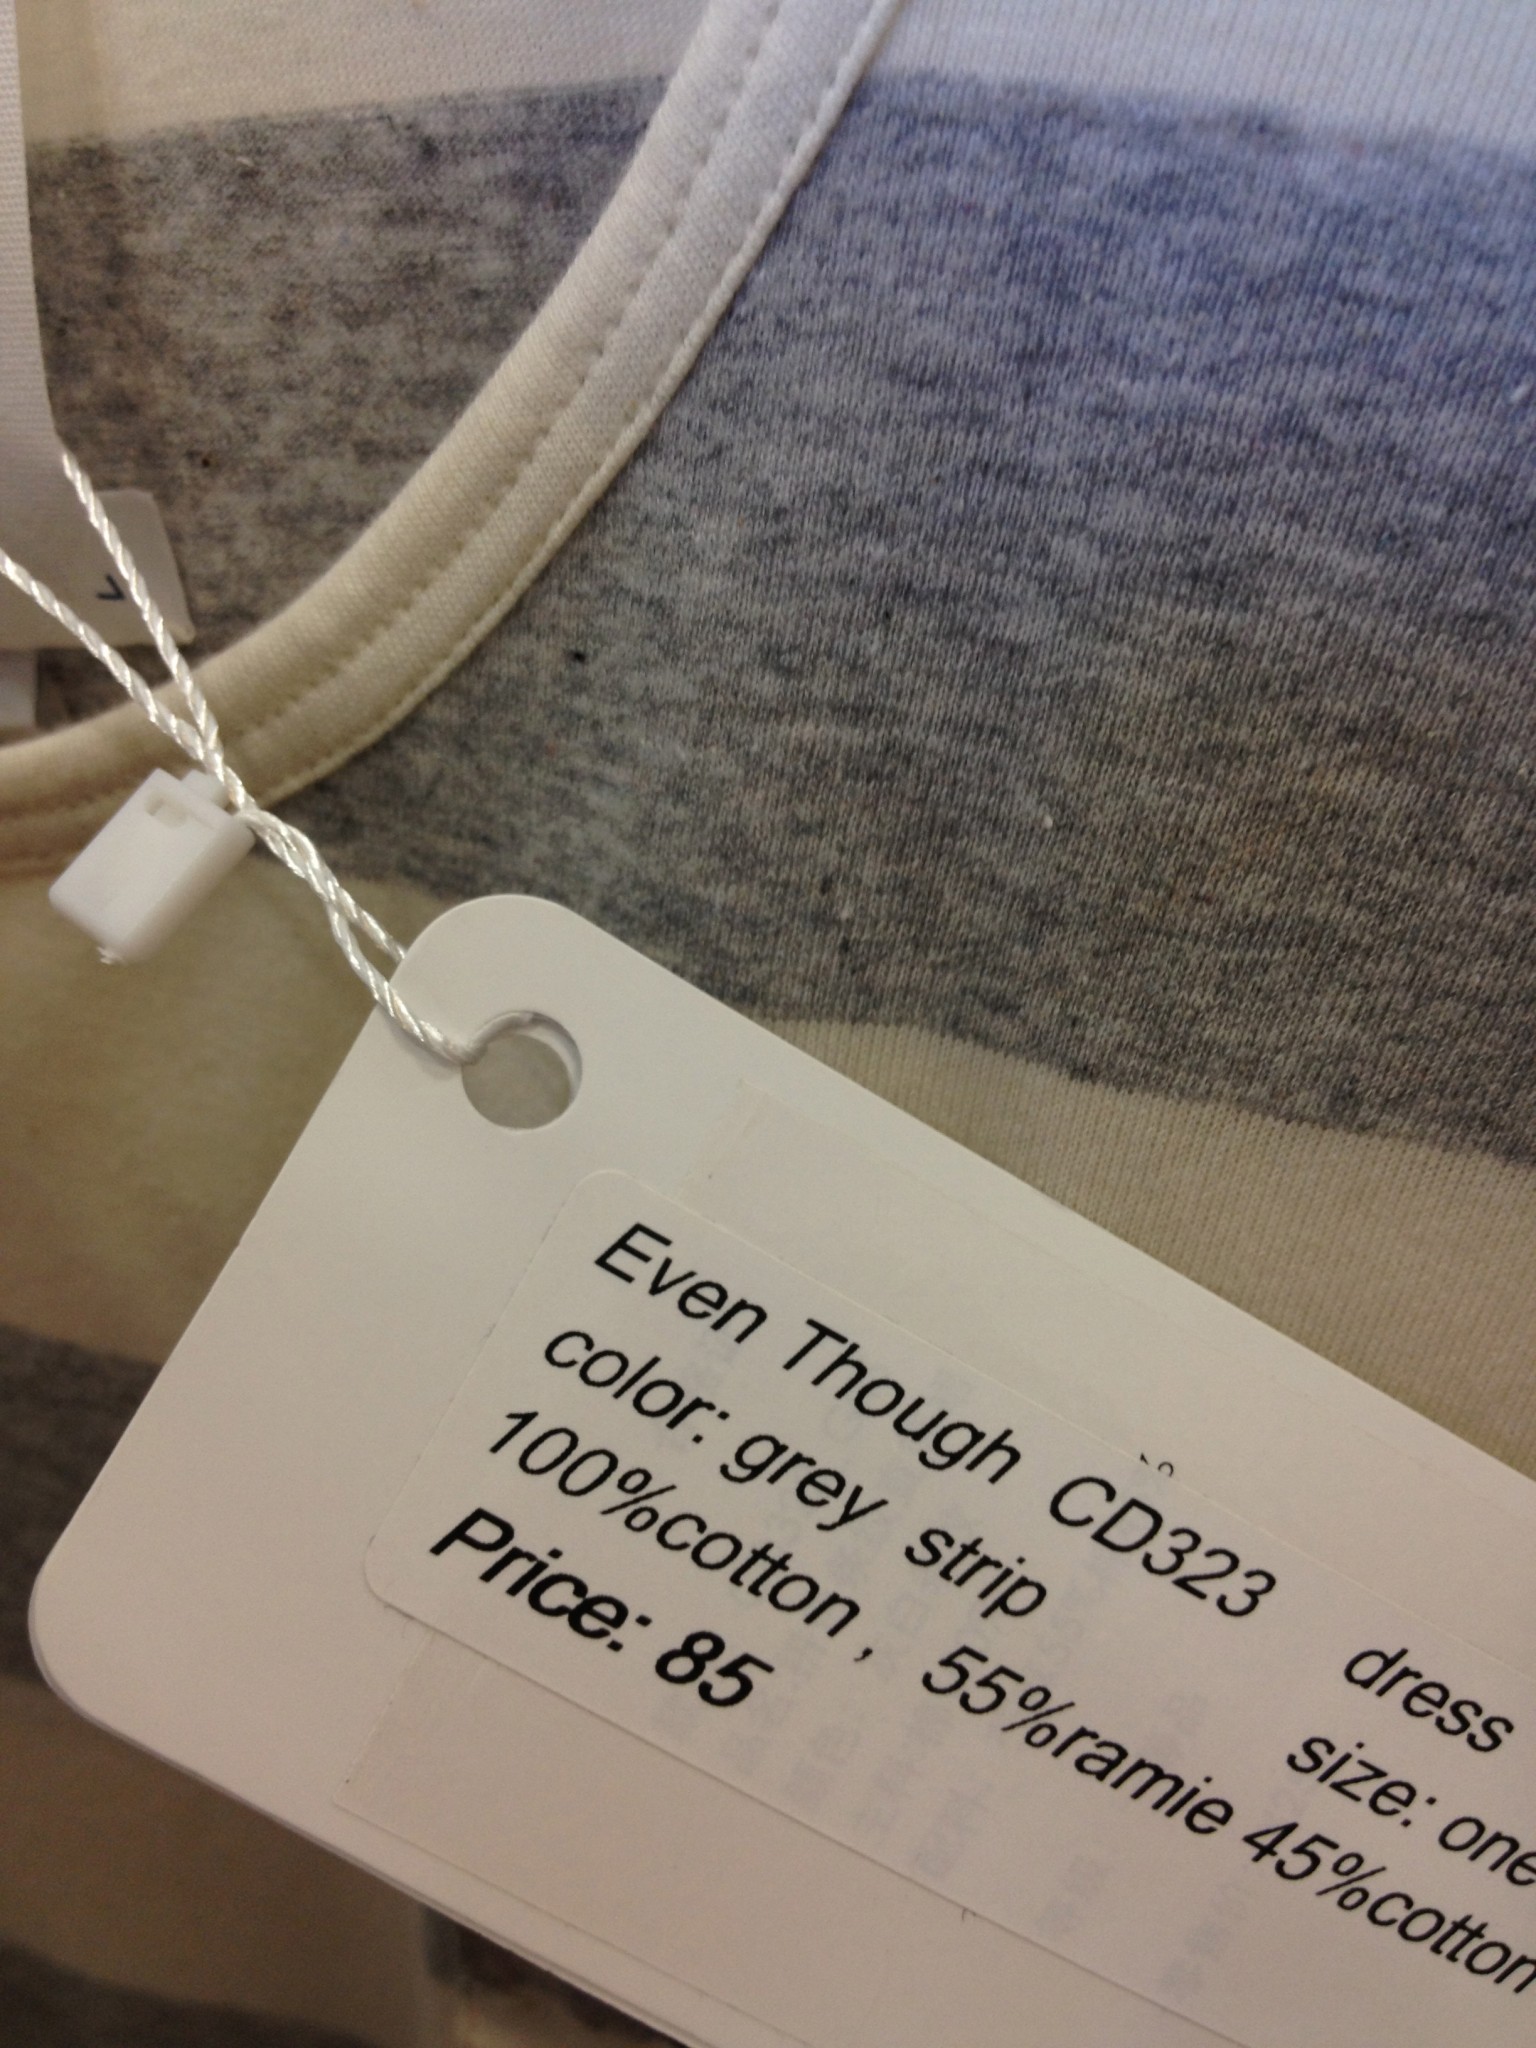 Even Though CD323 dress
color: grey strip size: one
100%cotton, 55%ramie 45%cotton
Price: 85